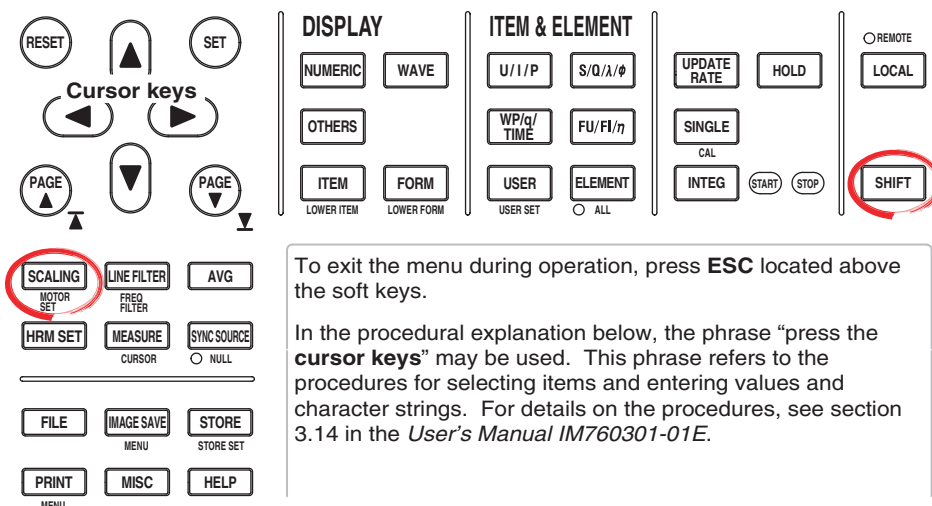 RESET
SET
Cursor keys
PAGE
PAGE
DISPLAY
NUMERIC
WAVE
OTHERS
ITEM
FORM
LOWER ITEM
LOWER FORM
ITEM & ELEMENT
U / I / P
S/Q/λ/ϕ
WP/q/
TIME
FU/FI/η
USER
ELEMENT
USER SET
ALL
UPDATE
RATE
HOLD
SINGLE
CAL
INTEG
START
STOP
REMOTE
LOCAL
SHIFT
SCALING
LINE FILTER
AVG
MOTOR
SET
FREQ
FILTER
HRM SET
MEASURE
SYNC SOURCE
CURSOR
NULL
FILE
IMAGE SAVE
STORE
MENU
STORE SET
PRINT
MISC
HELP
MENU
To exit the menu during operation, press ESC located above
the soft keys.
In the procedural explanation below, the phrase “press the
cursor keys” may be used. This phrase refers to the
procedures for selecting items and entering values and
character strings. For details on the procedures, see section
3.14 in the User's Manual IM760301-01E.